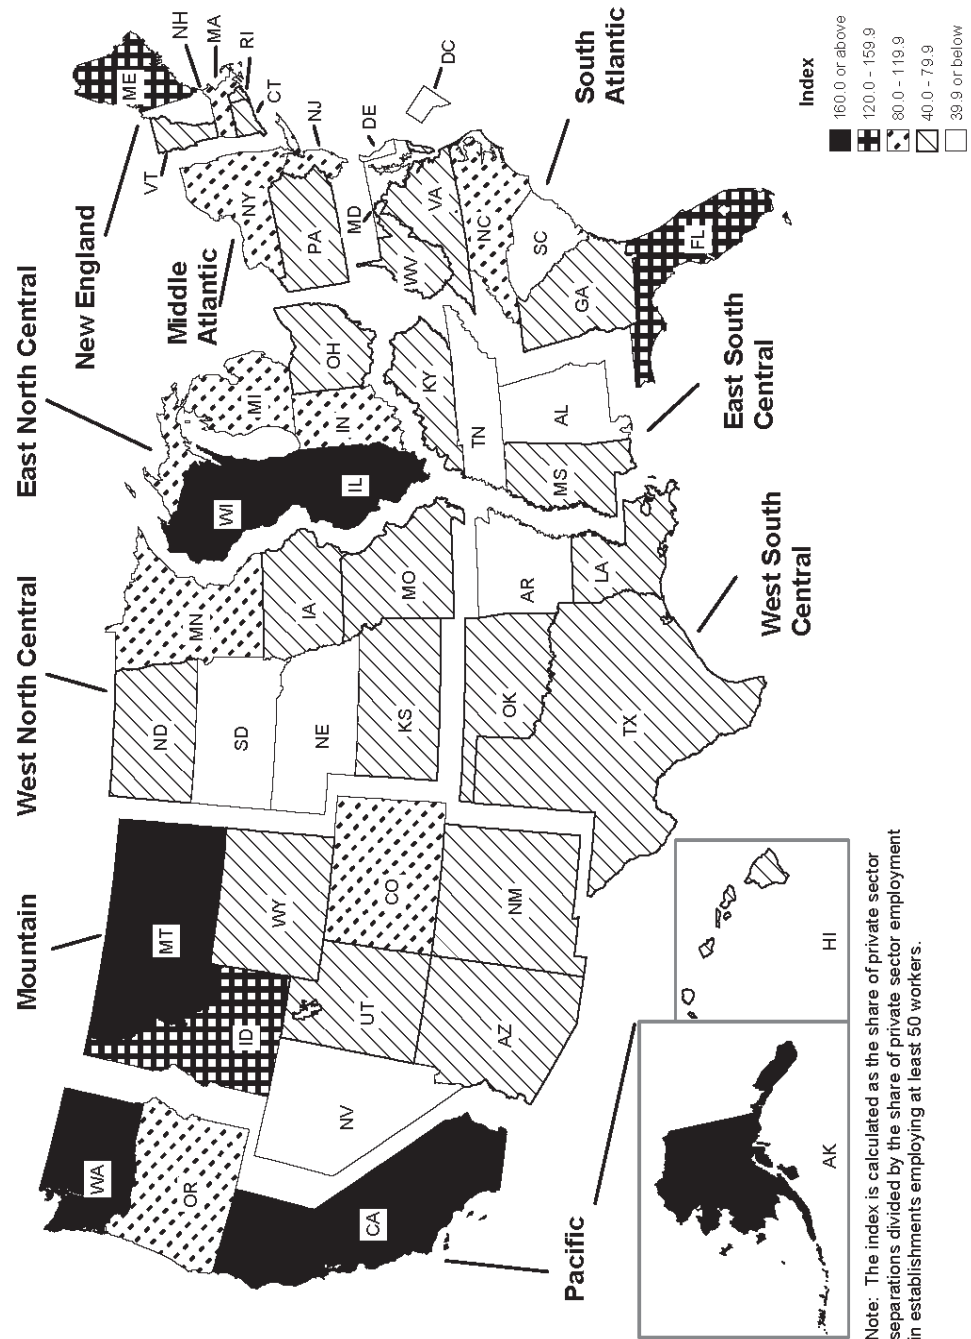 Pacific
Mountain
West North Central
East North Central
New England
Middle
Atlantic
South
Atlantic
East South
Central
West South
Central
WA
OR
CA
NV
ID
MT
WY
UT
CO
AZ
NM
ND
SD
NE
KS
MN
IA
MO
OK
TX
AR
LA
WI
IL
MI
IN
OH
KY
TN
MS
AL
NY
PA
NJ
VT
ME
NH
MA
RI
CT
MD
DE
DC
WV
VA
NC
SC
GA
FL
AK
HI
Index
160.0 or above
120.0 - 159.9
80.0 - 119.9
40.0 - 79.9
39.9 or below
Note: The index is calculated as the share of private sector
separations divided by the share of private sector employment
in establishments employing at least 50 workers.